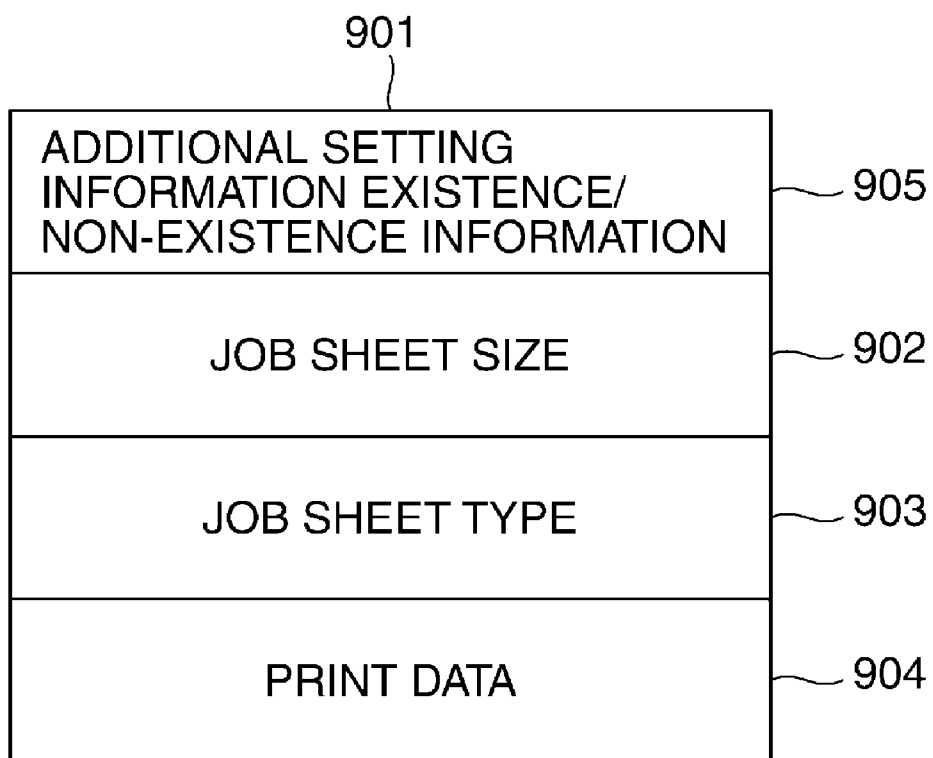 901
ADDITIONAL SETTING
INFORMATION EXISTENCE/
NON-EXISTENCE INFORMATION
905
JOB SHEET SIZE
902
JOB SHEET TYPE
903
PRINT DATA
904